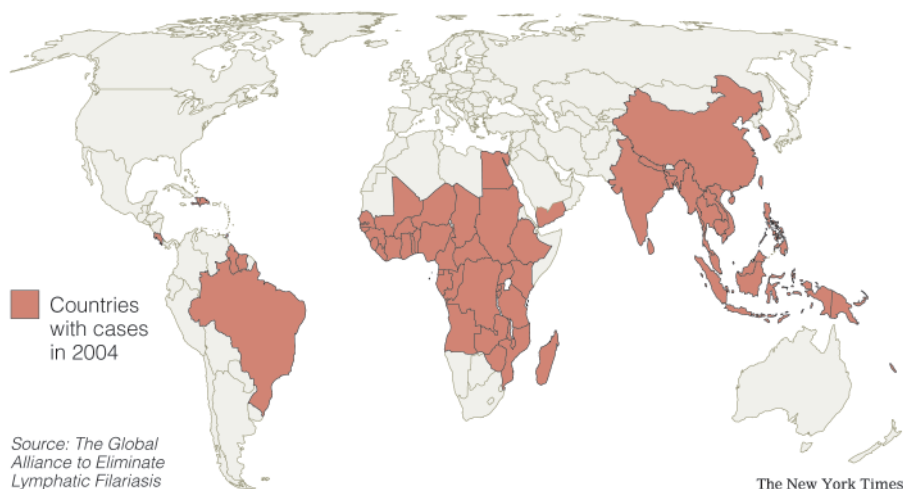 Countries
with cases
in 2004
Source: The Global
Alliance to Eliminate
Lymphatic Filariasis
The New York Times